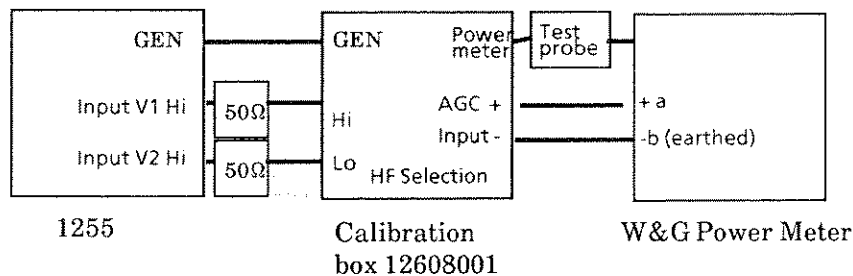 GEN
Input V1 Hi
Input V2 Hi
50Ω
50Ω
GEN
Hi
Lo
HF Selection
Power
meter
AGC +
Input -
Test
probe
+ a
-b (earthed)
1255
Calibration
box 12608001
W&G Power Meter